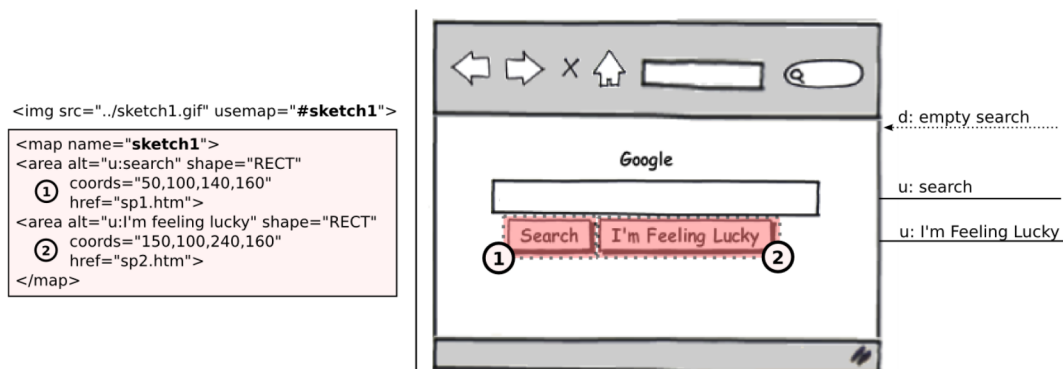 <img src="../sketch1.gif" usemap="#sketch1">
<map name="sketch1">
<area alt="u:search" shape="RECT"
1 coords="50,100,140,160"
href="sp1.htm">
<area alt="u:I'm feeling lucky" shape="RECT"
2 coords="150,100,240,160"
href="sp2.htm">
</map>
Google
Search
I'm Feeling Lucky
1
2
d: empty search
u: search
u: I'm Feeling Lucky